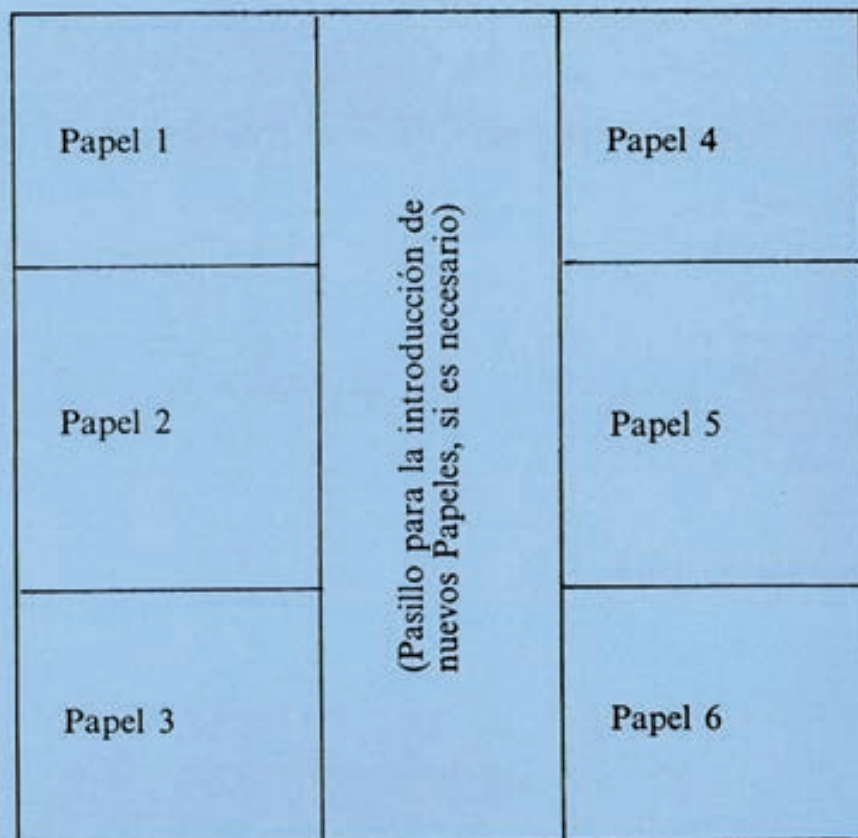 Papel 1
Papel 2
Papel 3
(Pasillo para la introducción de
nuevos Papeles, si es necesario)
Papel 4
Papel 5
Papel 6